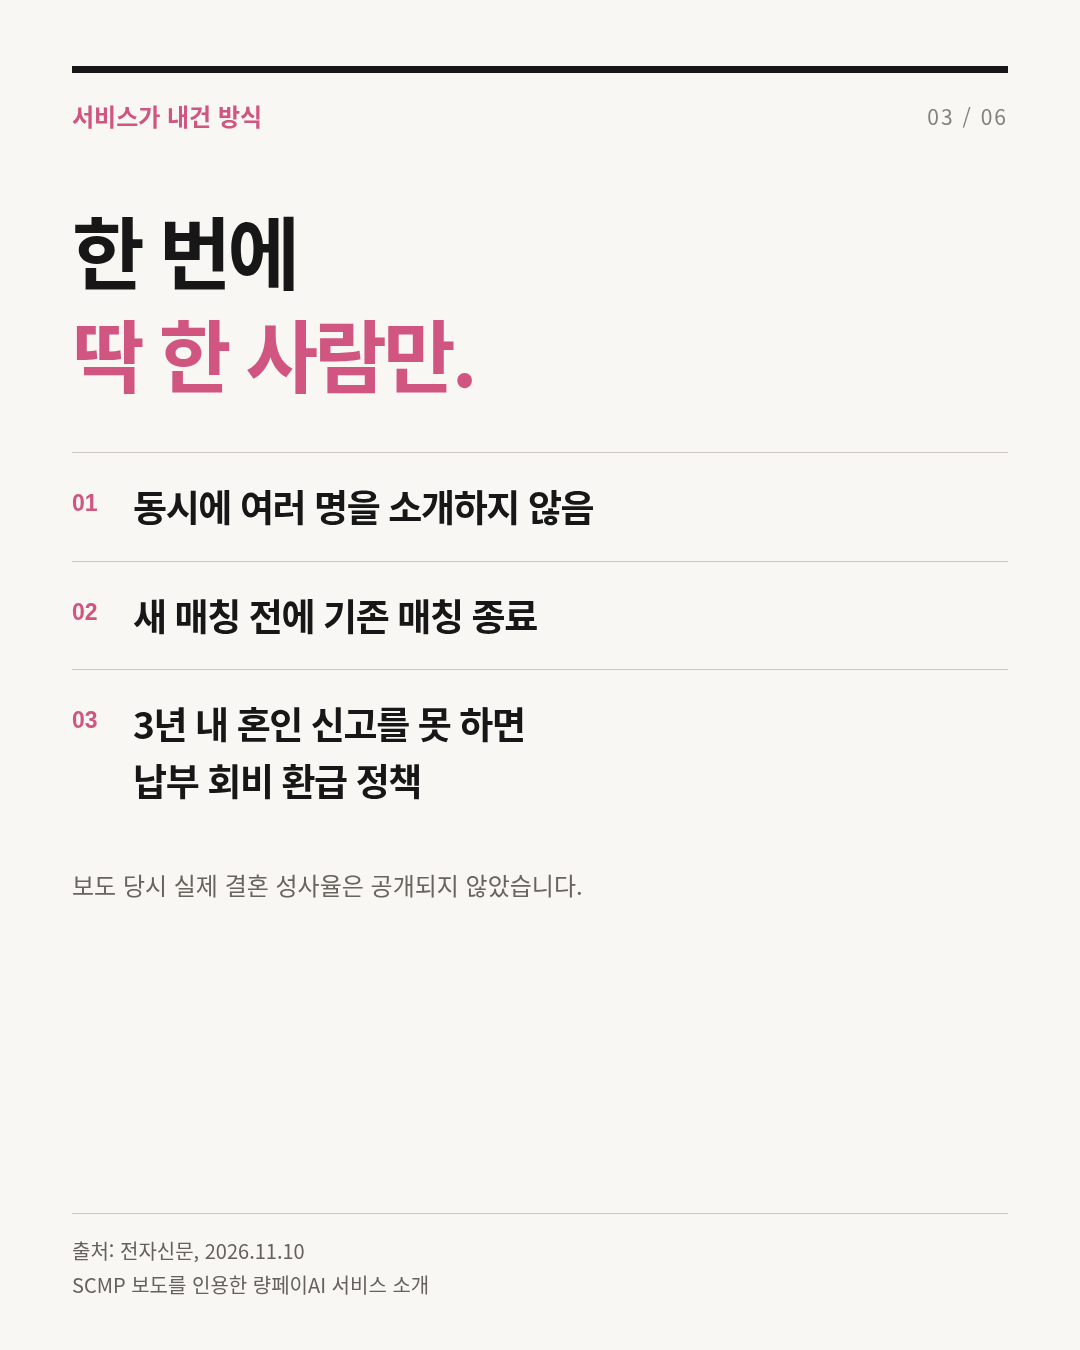 서비스가 내건 방식
03 / 06
한 번에
딱 한 사람만.
01 동시에 여러 명을 소개하지 않음
02 새 매칭 전에 기존 매칭 종료
03 3년 내 혼인 신고를 못 하면
납부 회비 환급 정책
보도 당시 실제 결혼 성사율은 공개되지 않았습니다.
출처: 전자신문, 2026.11.10
SCMP 보도를 인용한 량페이AI 서비스 소개